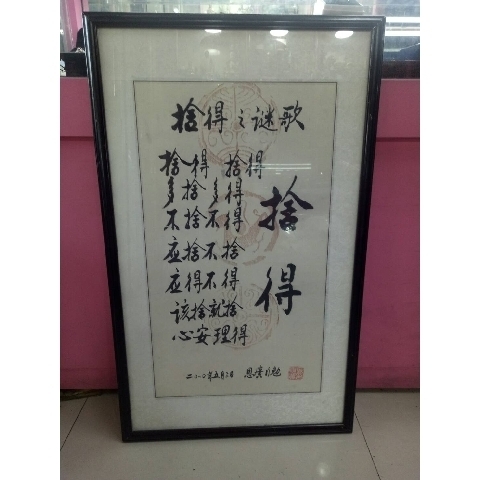 捨得之谜歌
捨得 捨得
多捨多得
不捨不得
应捨不捨
应得不得
该捨就捨
心安理得
捨得